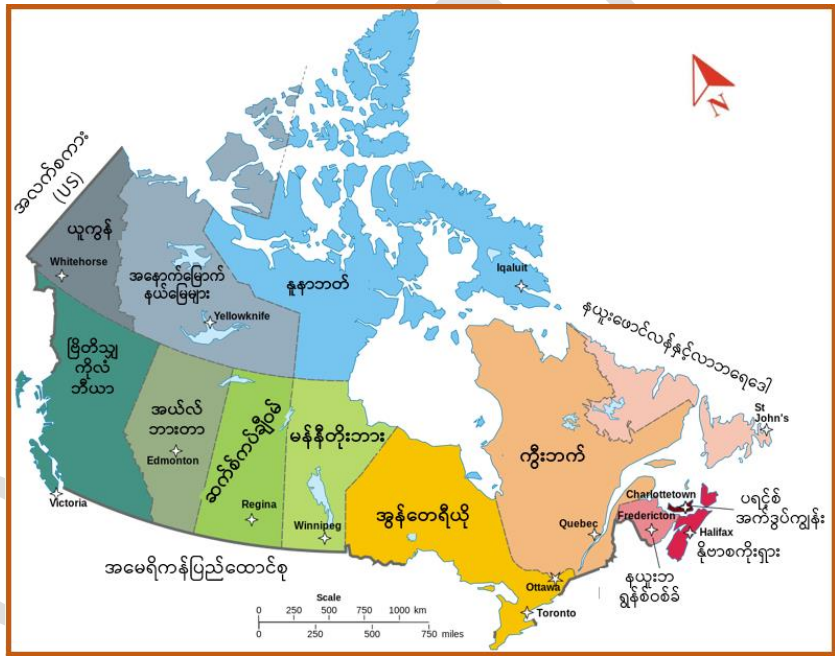 N
အလက်စကား
(US)
ယူကွန်
Whitehorse
အနောက်မြောက်
နယ်မြေများ
Yellowknife
နူနာဘတ်
Iqaluit
နယူးဖောင်လန်နှင့်လာဘရေဒေါ
St
John's
ဗြိတိသျှ
ကိုလံ
ဘီယာ
Victoria
အယ်လ်
ဘားတာ
Edmonton
ဆက်စ်ကပ်ချီဝမ်
Regina
မန်နီတိုးဘား
Winnipeg
အွန်တေရီယို
ကွီးဘက်
Quebec
Charlottetown
ပရင့်စ်
အက်ဒွပ်ကျွန်း
Fredericton
Halifax
နိုဗာစကိုးရှား
နယူးဘ
ရွန်စ်ဝစ်ခ်
Ottawa
Toronto
အမေရိကန်ပြည်ထောင်စု
Scale
0 250 500 750 1000 km
0 250 500 750 miles